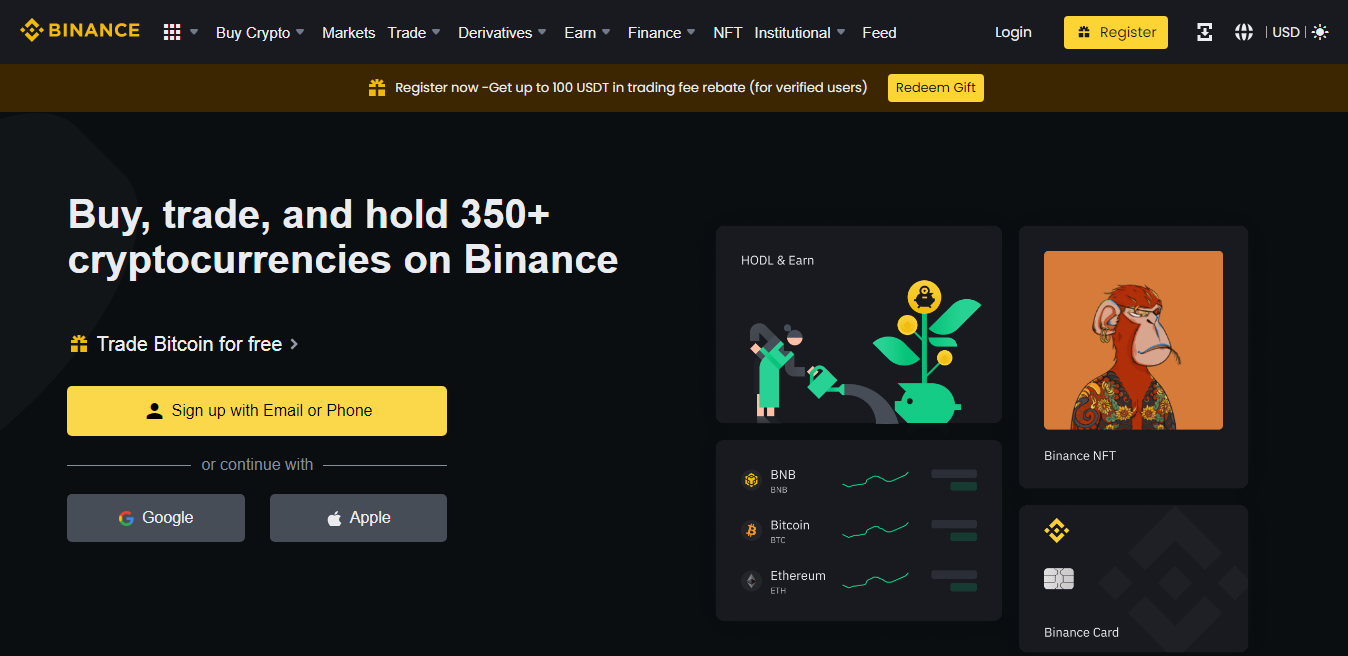 BINANCE Buy Crypto Markets Trade Derivatives Earn Finance NFT Institutional Feed Login Register | USD |
Register now -Get up to 100 USDT in trading fee rebate (for verified users) Redeem Gift
Buy, trade, and hold 350+
cryptocurrencies on Binance
Trade Bitcoin for free
Sign up with Email or Phone
or continue with
Google Apple
HODL & Earn
BNB
BNB
Bitcoin
BTC
Ethereum
ETH
Binance NFT
Binance Card